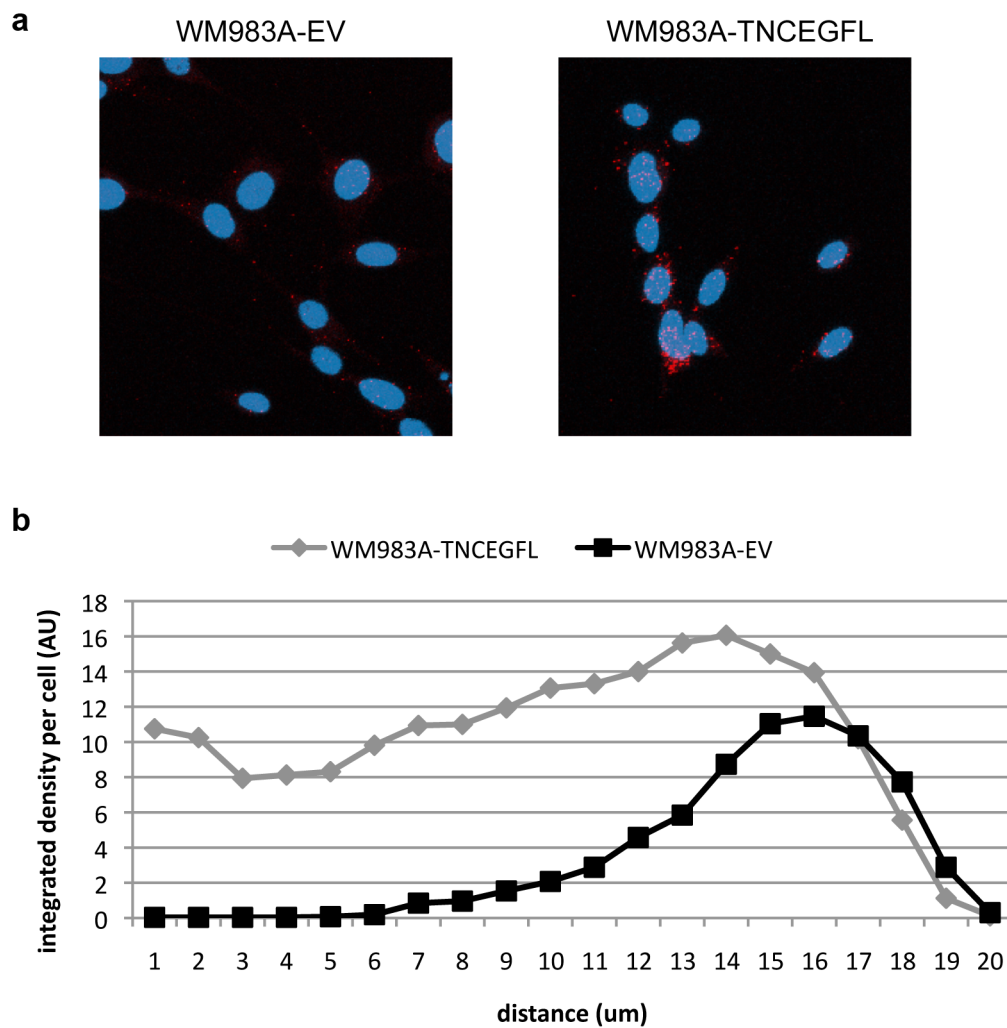 a
WM983A-EV WM983A-TNCEGFL
b
WM983A-TNCEGFL WM983A-EV
18
16
14
12
10
8
6
4
2
0
integrated density per cell (AU)
1 2 3 4 5 6 7 8 9 10 11 12 13 14 15 16 17 18 19 20
distance (um)